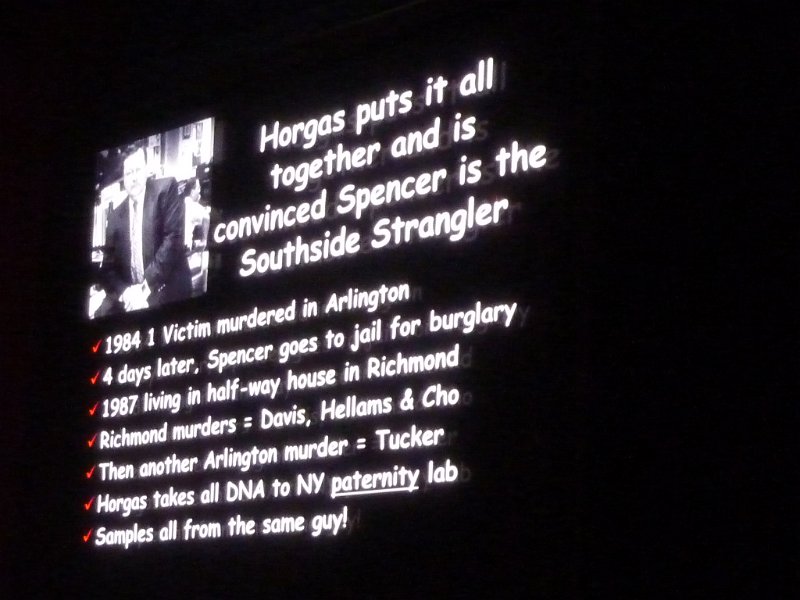 Horgas puts it all
together and is
convinced Spencer is the
Southside Strangler
1984 1 Victim murdered in Arlington
4 days later, Spencer goes to jail for burglary
1987 living in half-way house in Richmond
Richmond murders = Davis, Hellams & Cho
Then another Arlington murder = Tucker
Horgas takes all DNA to NY paternity lab
Samples all from the same guy!